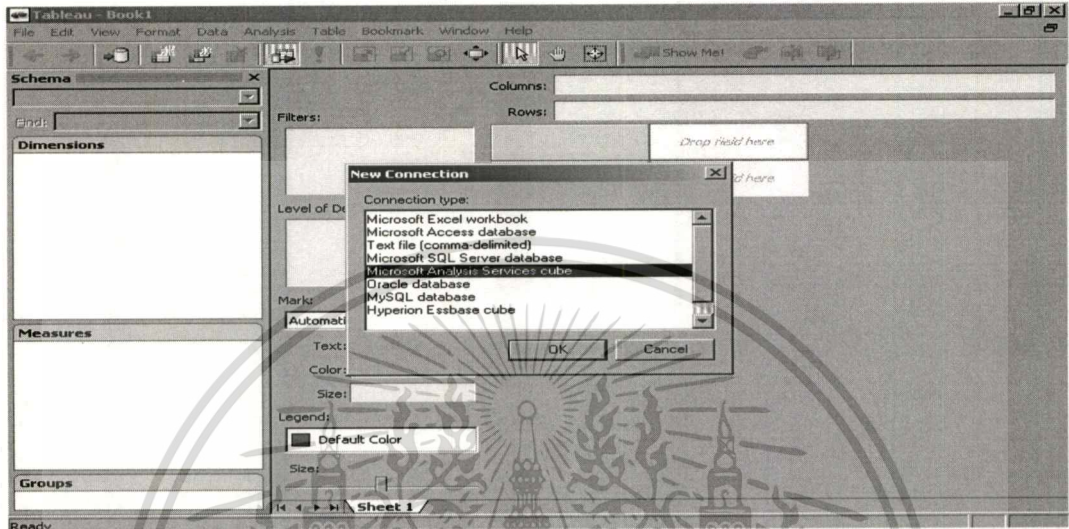 Tableau - Book1
File Edit View Format Data Analysis Table Bookmark Window Help
Show Me!
Schema
Find:
Dimensions
Measures
Groups
Columns:
Rows:
Filters:
Drop field here
d here
Level of De
Mark:
Automati
Text:
Color:
Size:
Legend:
Default Color
Size:
New Connection
Connection type:
Microsoft Excel workbook
Microsoft Access database
Text file (comma-delimited)
Microsoft SQL Server database
Microsoft Analysis Services cube
Oracle database
MySQL database
Hyperion Essbase cube
OK Cancel
Sheet 1
Ready